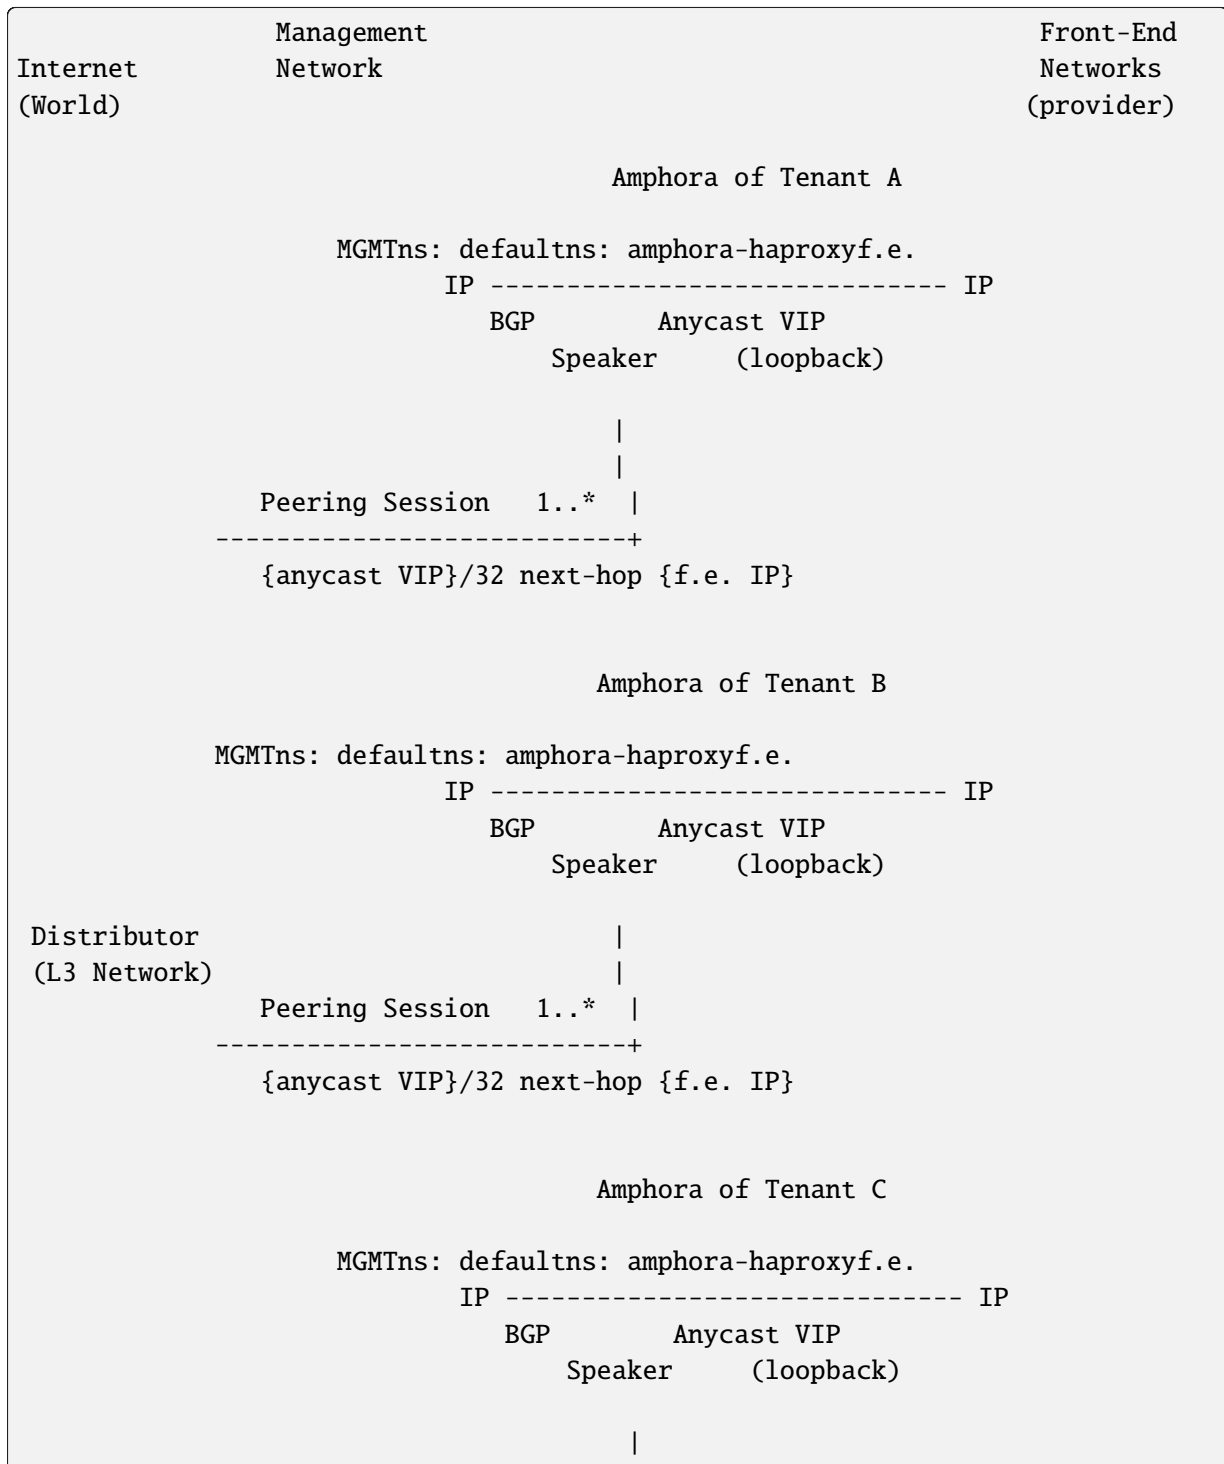 Management Front-End
Internet Network Networks
(World) (provider)
Amphora of Tenant A
MGMTns: defaultns: amphora-haproxyf.e.
IP ------------------------------ IP
BGP Anycast VIP
Speaker (loopback)
|
|
Peering Session 1..* |
---------------------------+
{anycast VIP}/32 next-hop {f.e. IP}
Amphora of Tenant B
MGMTns: defaultns: amphora-haproxyf.e.
IP ------------------------------ IP
BGP Anycast VIP
Speaker (loopback)
Distributor |
(L3 Network) |
Peering Session 1..* |
---------------------------+
{anycast VIP}/32 next-hop {f.e. IP}
Amphora of Tenant C
MGMTns: defaultns: amphora-haproxyf.e.
IP ------------------------------ IP
BGP Anycast VIP
Speaker (loopback)
|